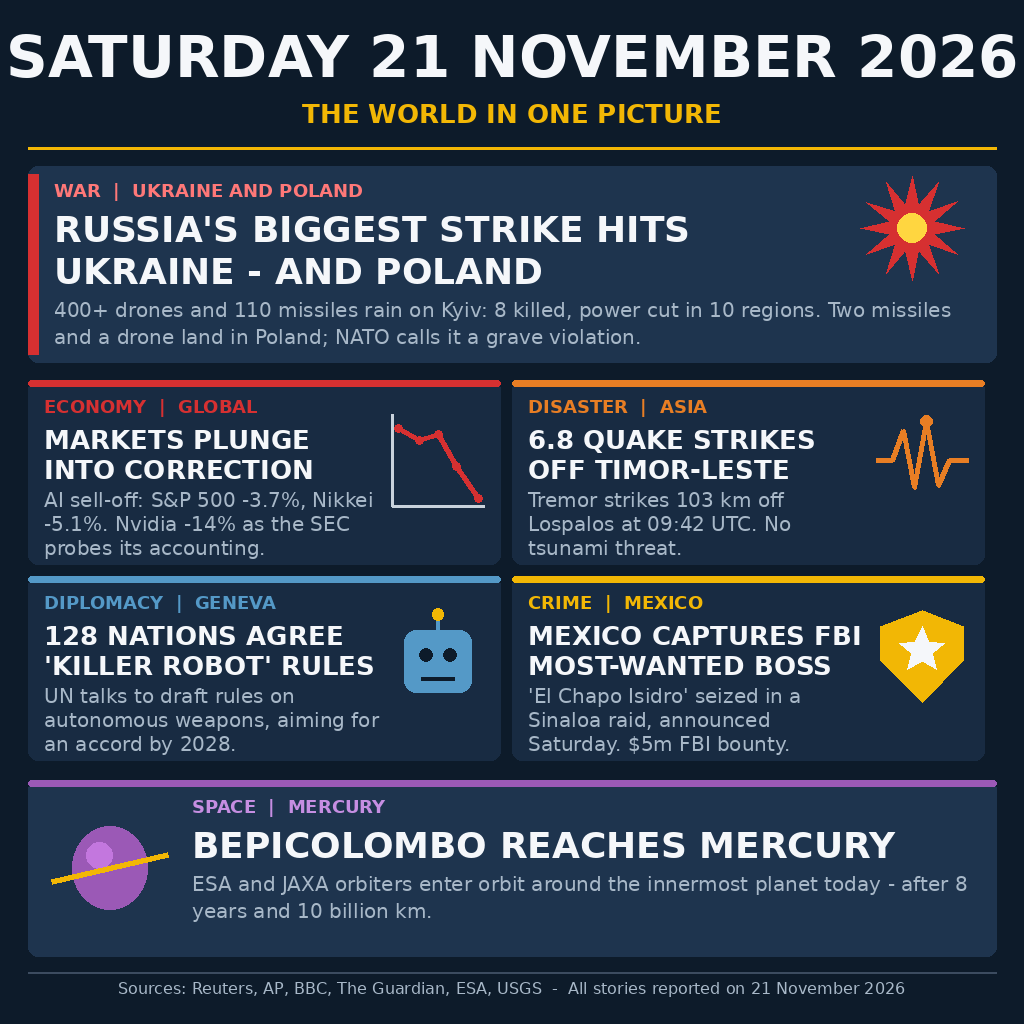 SATURDAY 21 NOVEMBER 2026
THE WORLD IN ONE PICTURE
WAR | UKRAINE AND POLAND
RUSSIA'S BIGGEST STRIKE HITS
UKRAINE - AND POLAND
400+ drones and 110 missiles rain on Kyiv: 8 killed, power cut in 10 regions. Two missiles
and a drone land in Poland; NATO calls it a grave violation.
ECONOMY | GLOBAL
MARKETS PLUNGE
INTO CORRECTION
AI sell-off: S&P 500 -3.7%, Nikkei
-5.1%. Nvidia -14% as the SEC
probes its accounting.
DISASTER | ASIA
6.8 QUAKE STRIKES
OFF TIMOR-LESTE
Tremor strikes 103 km off
Lospalos at 09:42 UTC. No
tsunami threat.
DIPLOMACY | GENEVA
128 NATIONS AGREE
'KILLER ROBOT' RULES
UN talks to draft rules on
autonomous weapons, aiming for
an accord by 2028.
CRIME | MEXICO
MEXICO CAPTURES FBI
MOST-WANTED BOSS
'El Chapo Isidro' seized in a
Sinaloa raid, announced
Saturday. $5m FBI bounty.
SPACE | MERCURY
BEPICOLOMBO REACHES MERCURY
ESA and JAXA orbiters enter orbit around the innermost planet today - after 8
years and 10 billion km.
Sources: Reuters, AP, BBC, The Guardian, ESA, USGS - All stories reported on 21 November 2026